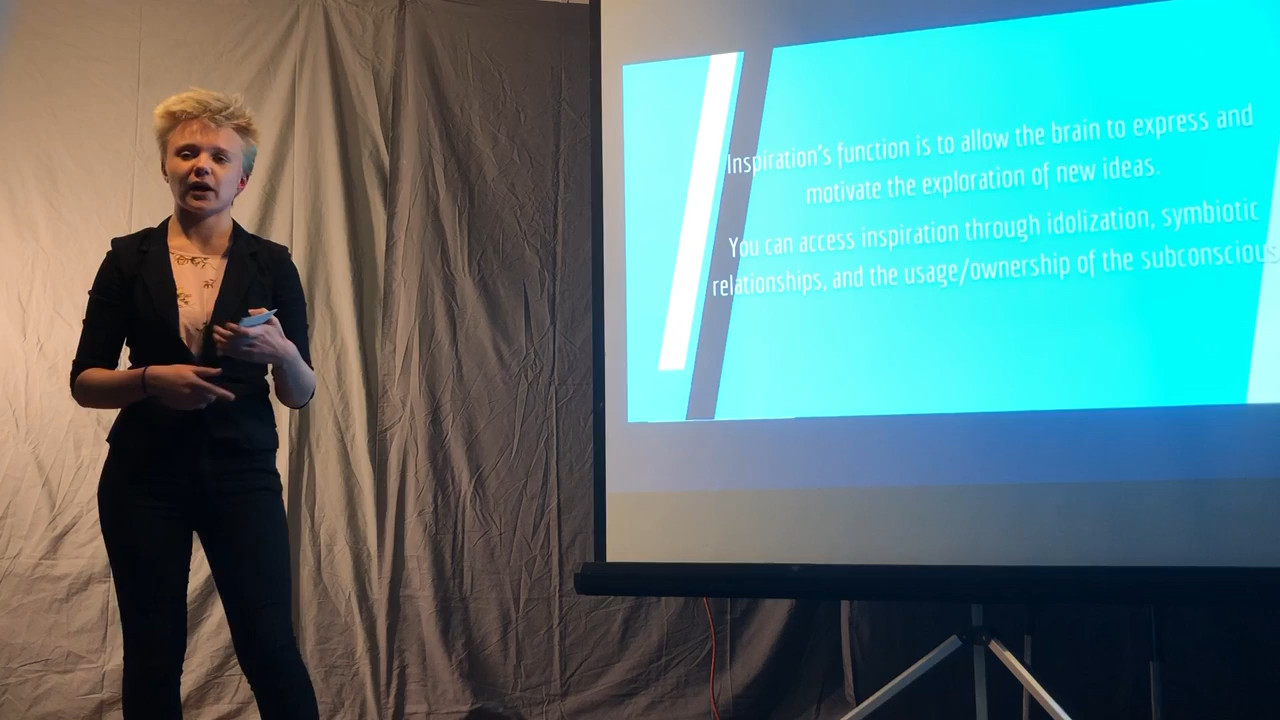 Inspiration's function is to allow the brain to express and
motivate the exploration of new ideas.
You can access inspiration through idolization, symbiotic
relationships, and the usage/ownership of the subconscious.